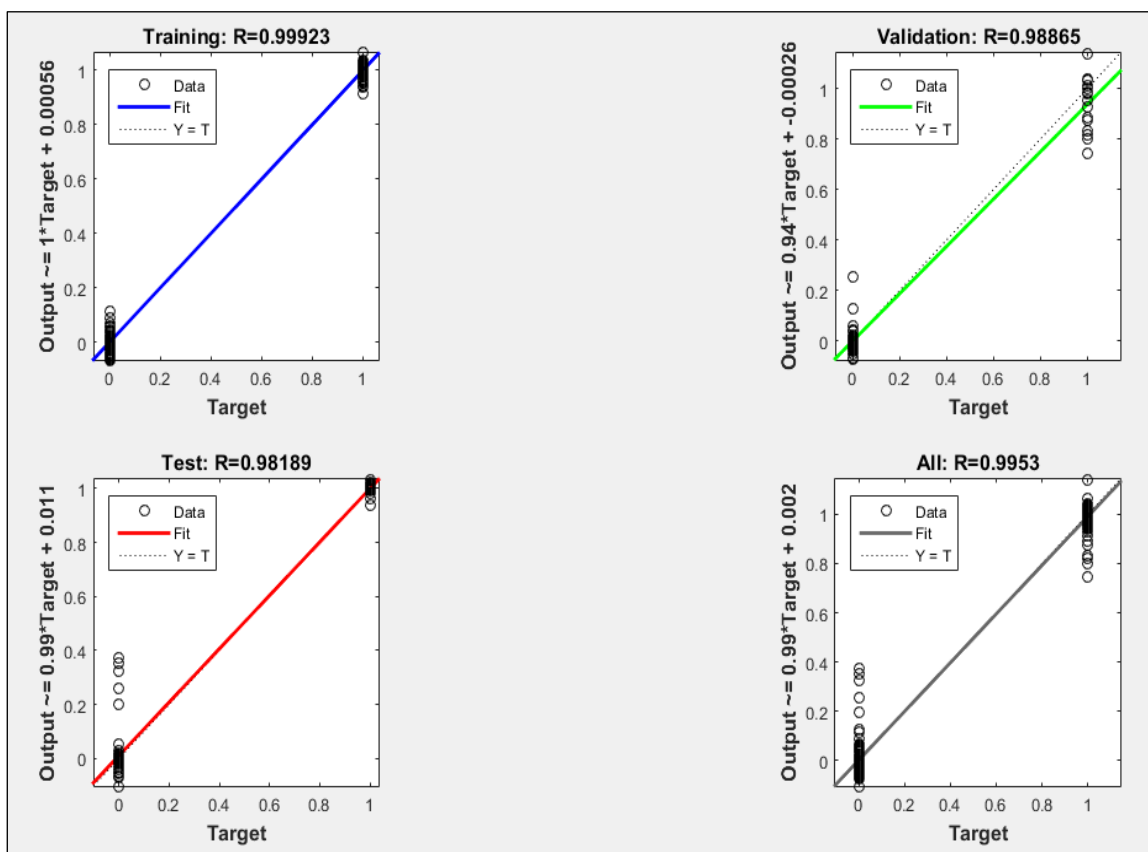 Training: R=0.99923
Output ~= 1*Target + 0.00056
Data
Fit
Y = T
1
0.8
0.6
0.4
0.2
0
0 0.2 0.4 0.6 0.8 1
Target
Validation: R=0.98865
Output ~= 0.94*Target + -0.00026
Data
Fit
Y = T
1
0.8
0.6
0.4
0.2
0
0 0.2 0.4 0.6 0.8 1
Target
Test: R=0.98189
Output ~= 0.99*Target + 0.011
Data
Fit
Y = T
1
0.8
0.6
0.4
0.2
0
0 0.2 0.4 0.6 0.8 1
Target
All: R=0.9953
Output ~= 0.99*Target + 0.002
Data
Fit
Y = T
1
0.8
0.6
0.4
0.2
0
0 0.2 0.4 0.6 0.8 1
Target